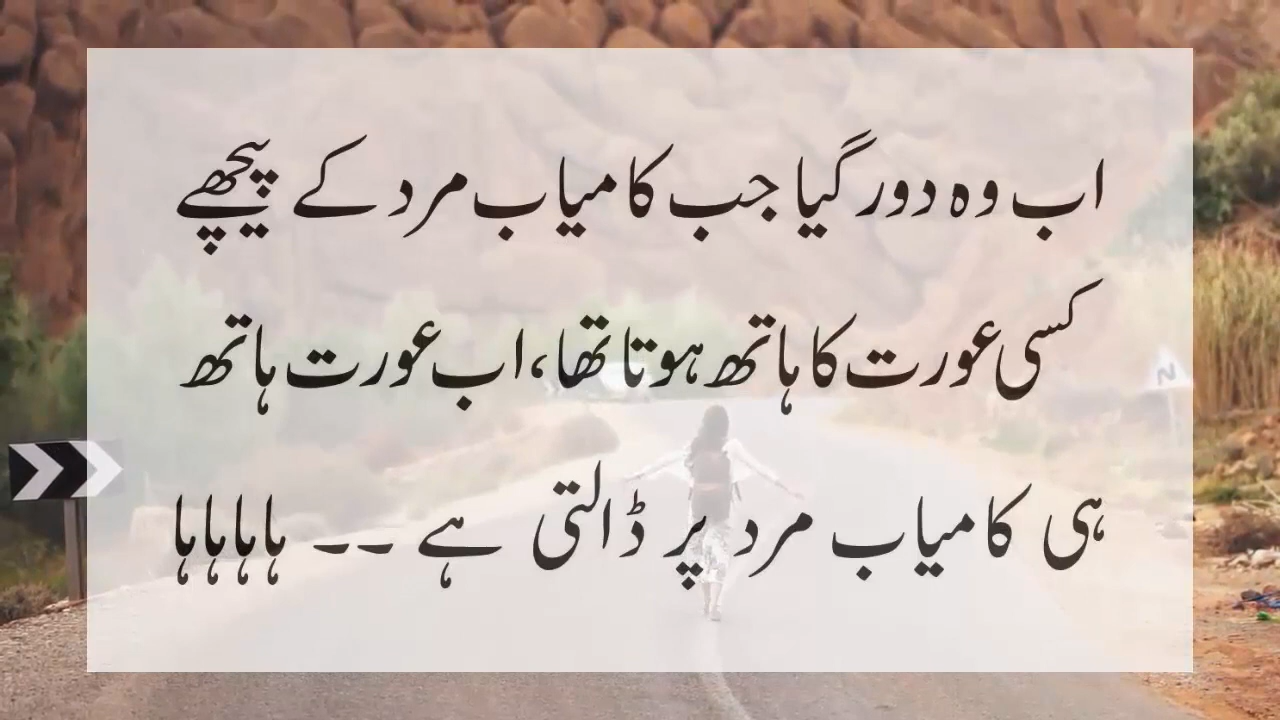 اب وہ دور گیا جب کامیاب مرد کے پیچھے
کسی عورت کا ہاتھ ہوتا تھا، اب عورت ہاتھ
ہی کامیاب مرد پر ڈالتی ہے ۔۔ ہاہاہاہا